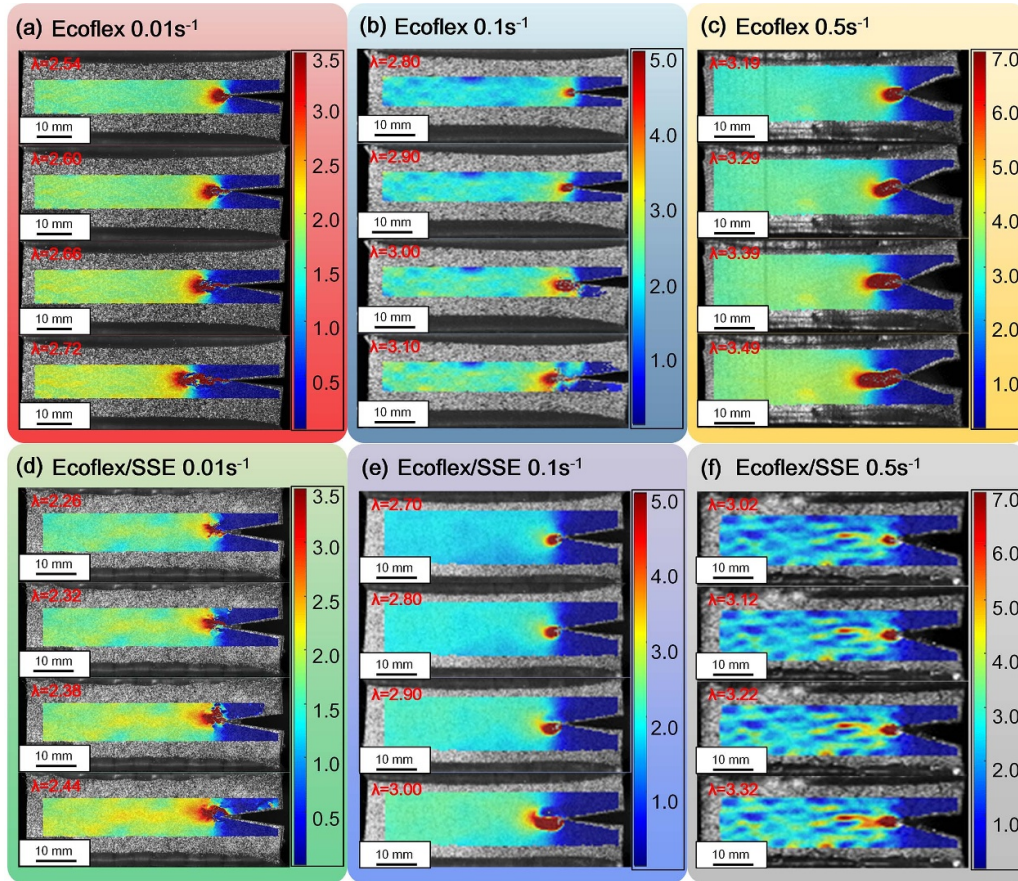 (a) Ecoflex 0.01s⁻¹
λ=2.54
10 mm
λ=2.60
10 mm
λ=2.66
10 mm
λ=2.72
10 mm
3.5
3.0
2.5
2.0
1.5
1.0
0.5
(b) Ecoflex 0.1s⁻¹
λ=2.80
10 mm
λ=2.90
10 mm
λ=3.00
10 mm
λ=3.10
10 mm
5.0
4.0
3.0
2.0
1.0
(c) Ecoflex 0.5s⁻¹
λ=3.19
10 mm
λ=3.29
10 mm
λ=3.39
10 mm
λ=3.49
10 mm
7.0
6.0
5.0
4.0
3.0
2.0
1.0
(d) Ecoflex/SSE 0.01s⁻¹
λ=2.26
10 mm
λ=2.32
10 mm
λ=2.38
10 mm
λ=2.44
10 mm
3.5
3.0
2.5
2.0
1.5
1.0
0.5
(e) Ecoflex/SSE 0.1s⁻¹
λ=2.70
10 mm
λ=2.80
10 mm
λ=2.90
10 mm
λ=3.00
10 mm
5.0
4.0
3.0
2.0
1.0
(f) Ecoflex/SSE 0.5s⁻¹
λ=3.02
10 mm
λ=3.12
10 mm
λ=3.22
10 mm
λ=3.32
10 mm
7.0
6.0
5.0
4.0
3.0
2.0
1.0